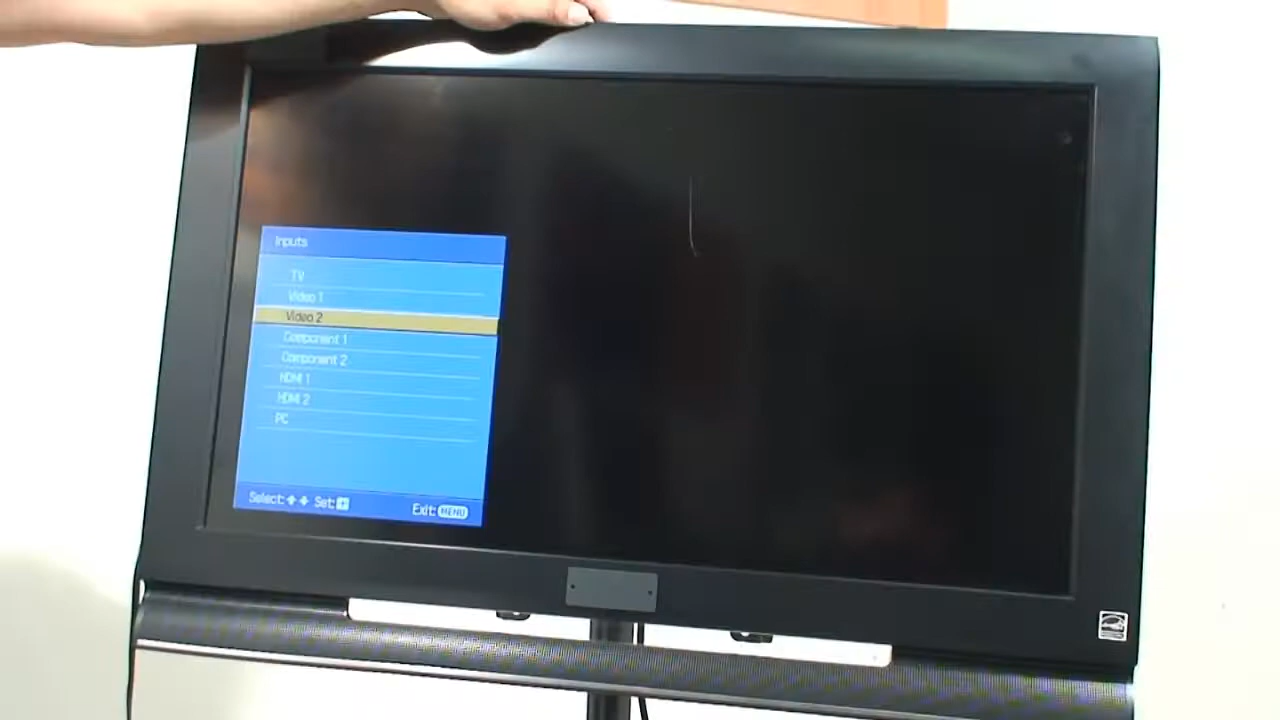 Inputs
TV
Video 1
Video 2
Component 1
Component 2
HDMI 1
HDMI 2
PC
Select: Set: Exit: MENU